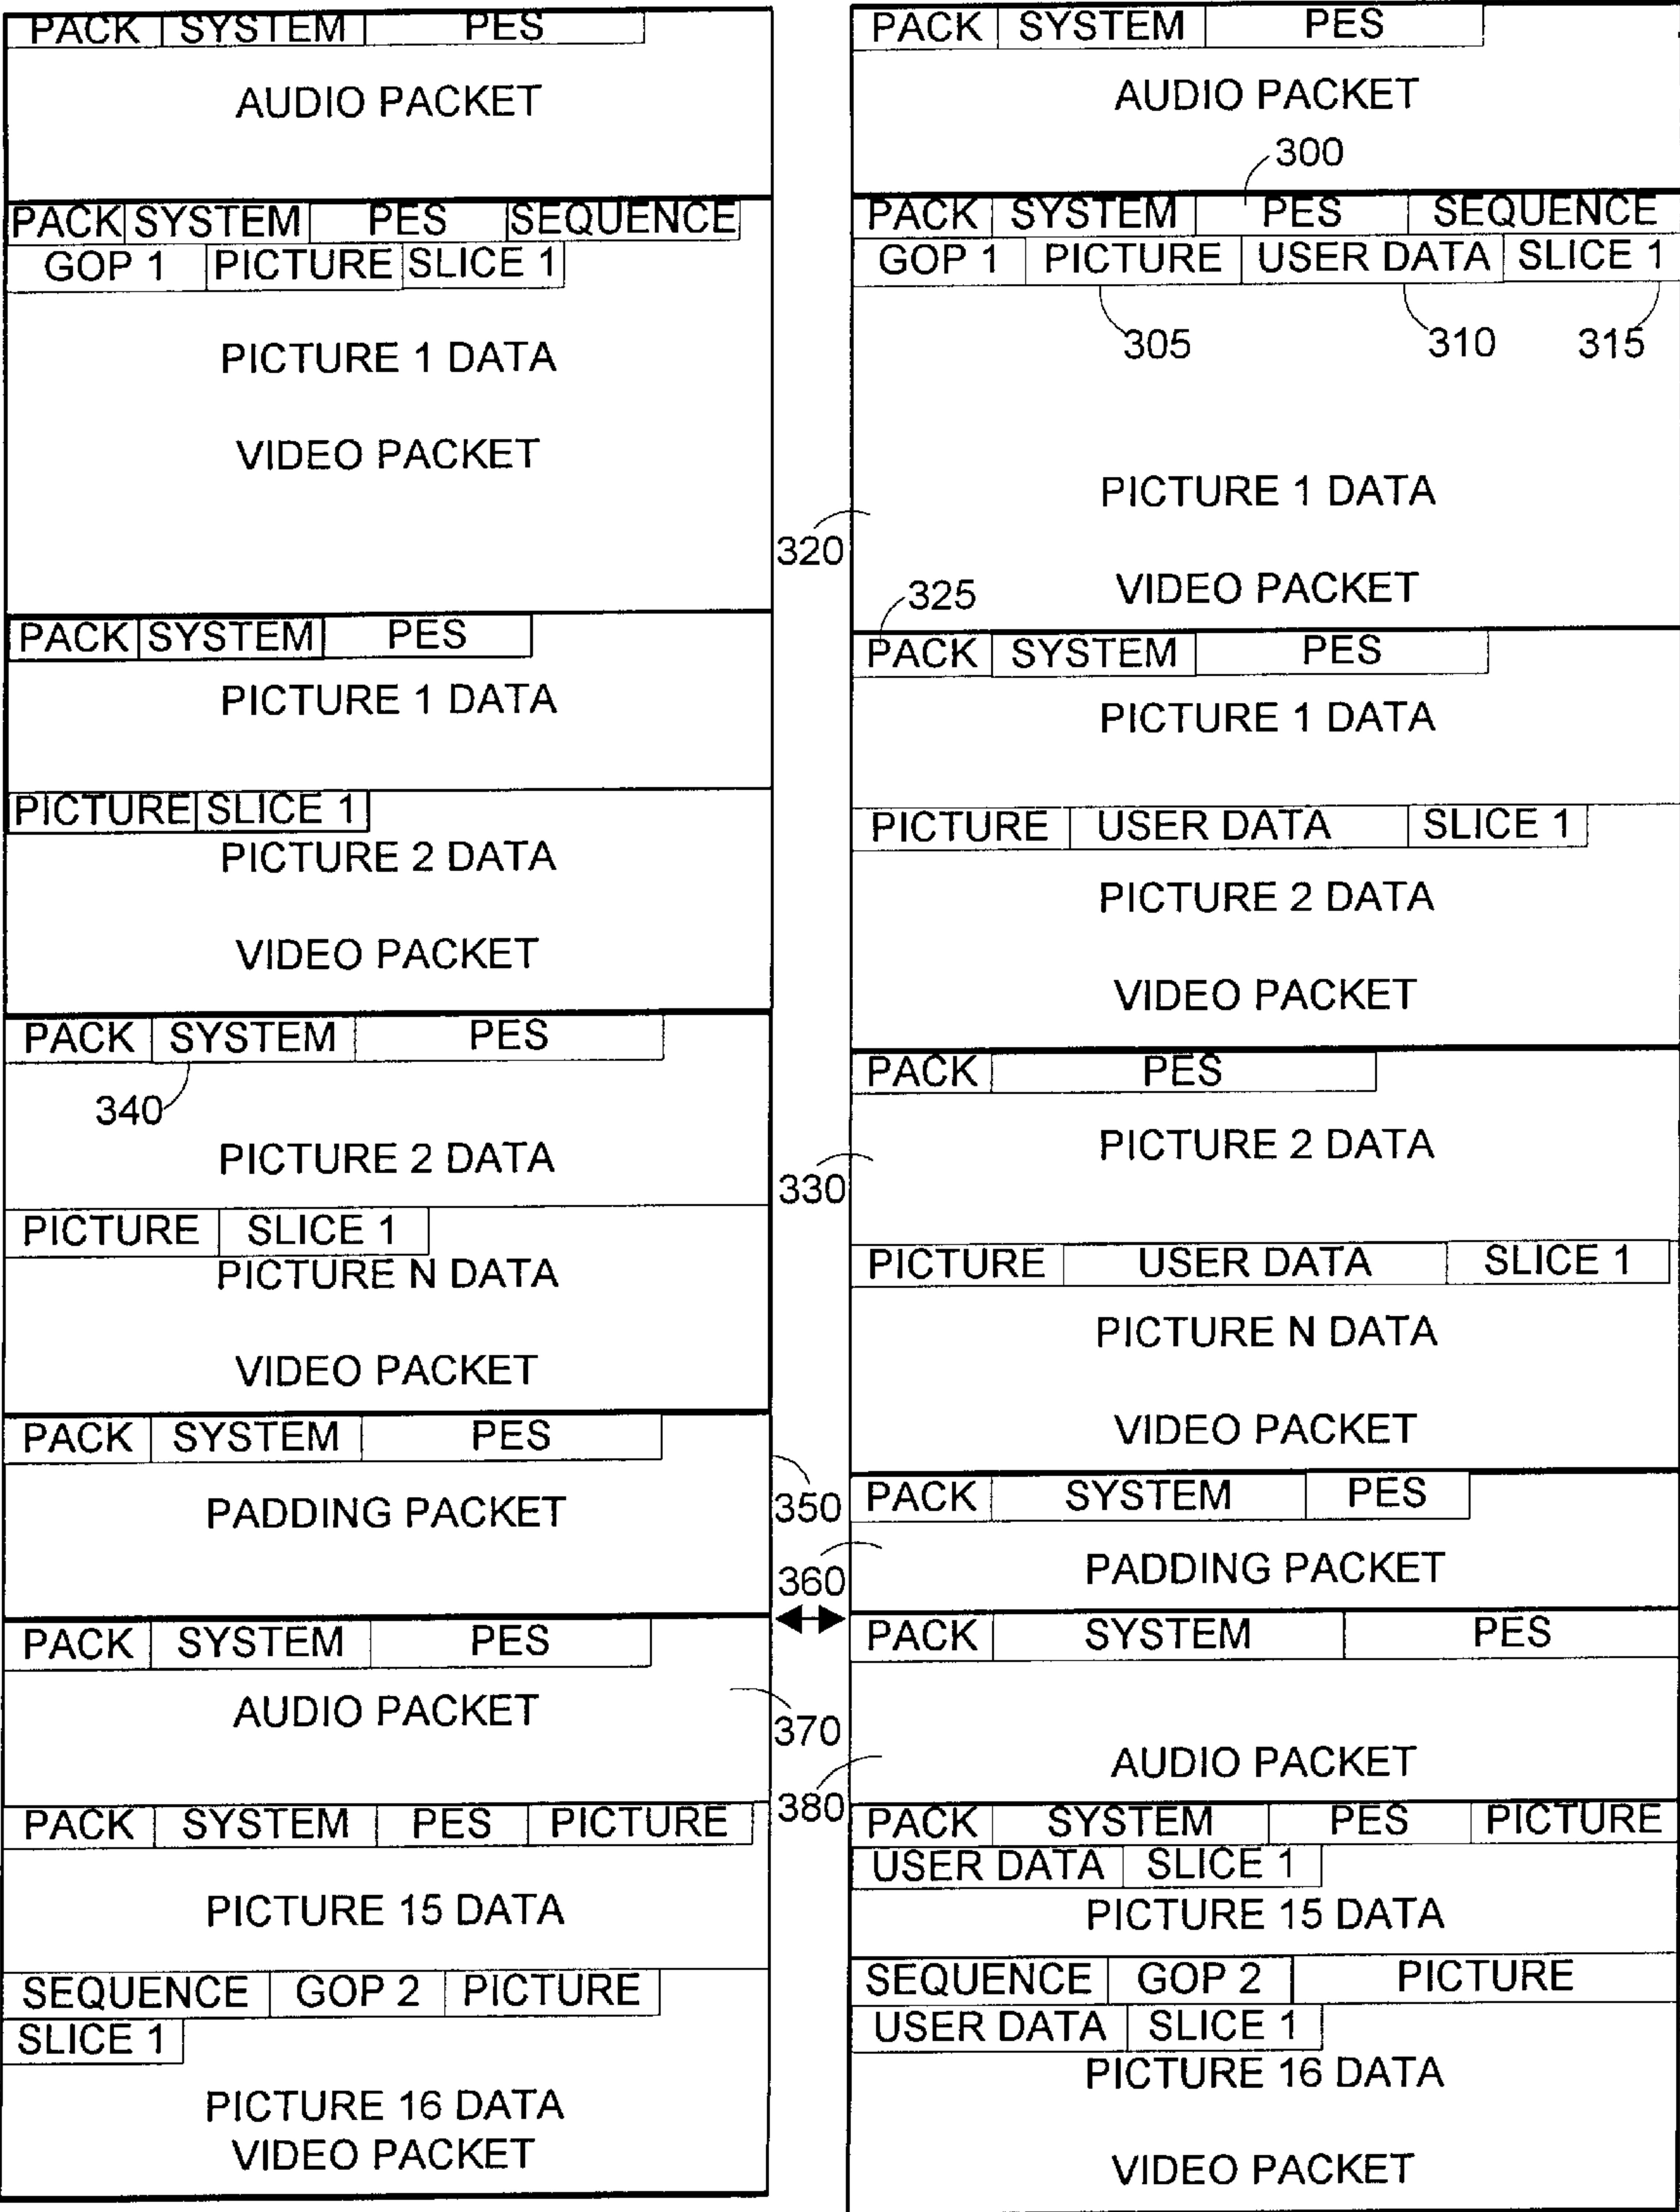 PACK SYSTEM PES
AUDIO PACKET
PACK SYSTEM PES SEQUENCE
GOP 1 PICTURE SLICE 1
PICTURE 1 DATA
VIDEO PACKET
PACK SYSTEM PES
PICTURE 1 DATA
PICTURE SLICE 1
PICTURE 2 DATA
VIDEO PACKET
PACK SYSTEM PES
340
PICTURE 2 DATA
PICTURE SLICE 1
PICTURE N DATA
VIDEO PACKET
PACK SYSTEM PES
PADDING PACKET
PACK SYSTEM PES
AUDIO PACKET
PACK SYSTEM PES PICTURE
PICTURE 15 DATA
SEQUENCE GOP 2 PICTURE
SLICE 1
PICTURE 16 DATA
VIDEO PACKET
320
330
350
360
370
380
PACK SYSTEM PES
AUDIO PACKET
300
PACK SYSTEM PES SEQUENCE
GOP 1 PICTURE USER DATA SLICE 1
305 310 315
PICTURE 1 DATA
VIDEO PACKET
325
PACK SYSTEM PES
PICTURE 1 DATA
PICTURE USER DATA SLICE 1
PICTURE 2 DATA
VIDEO PACKET
PACK PES
PICTURE 2 DATA
PICTURE USER DATA SLICE 1
PICTURE N DATA
VIDEO PACKET
PACK SYSTEM PES
PADDING PACKET
PACK SYSTEM PES
AUDIO PACKET
PACK SYSTEM PES PICTURE
USER DATA SLICE 1
PICTURE 15 DATA
SEQUENCE GOP 2 PICTURE
USER DATA SLICE 1
PICTURE 16 DATA
VIDEO PACKET